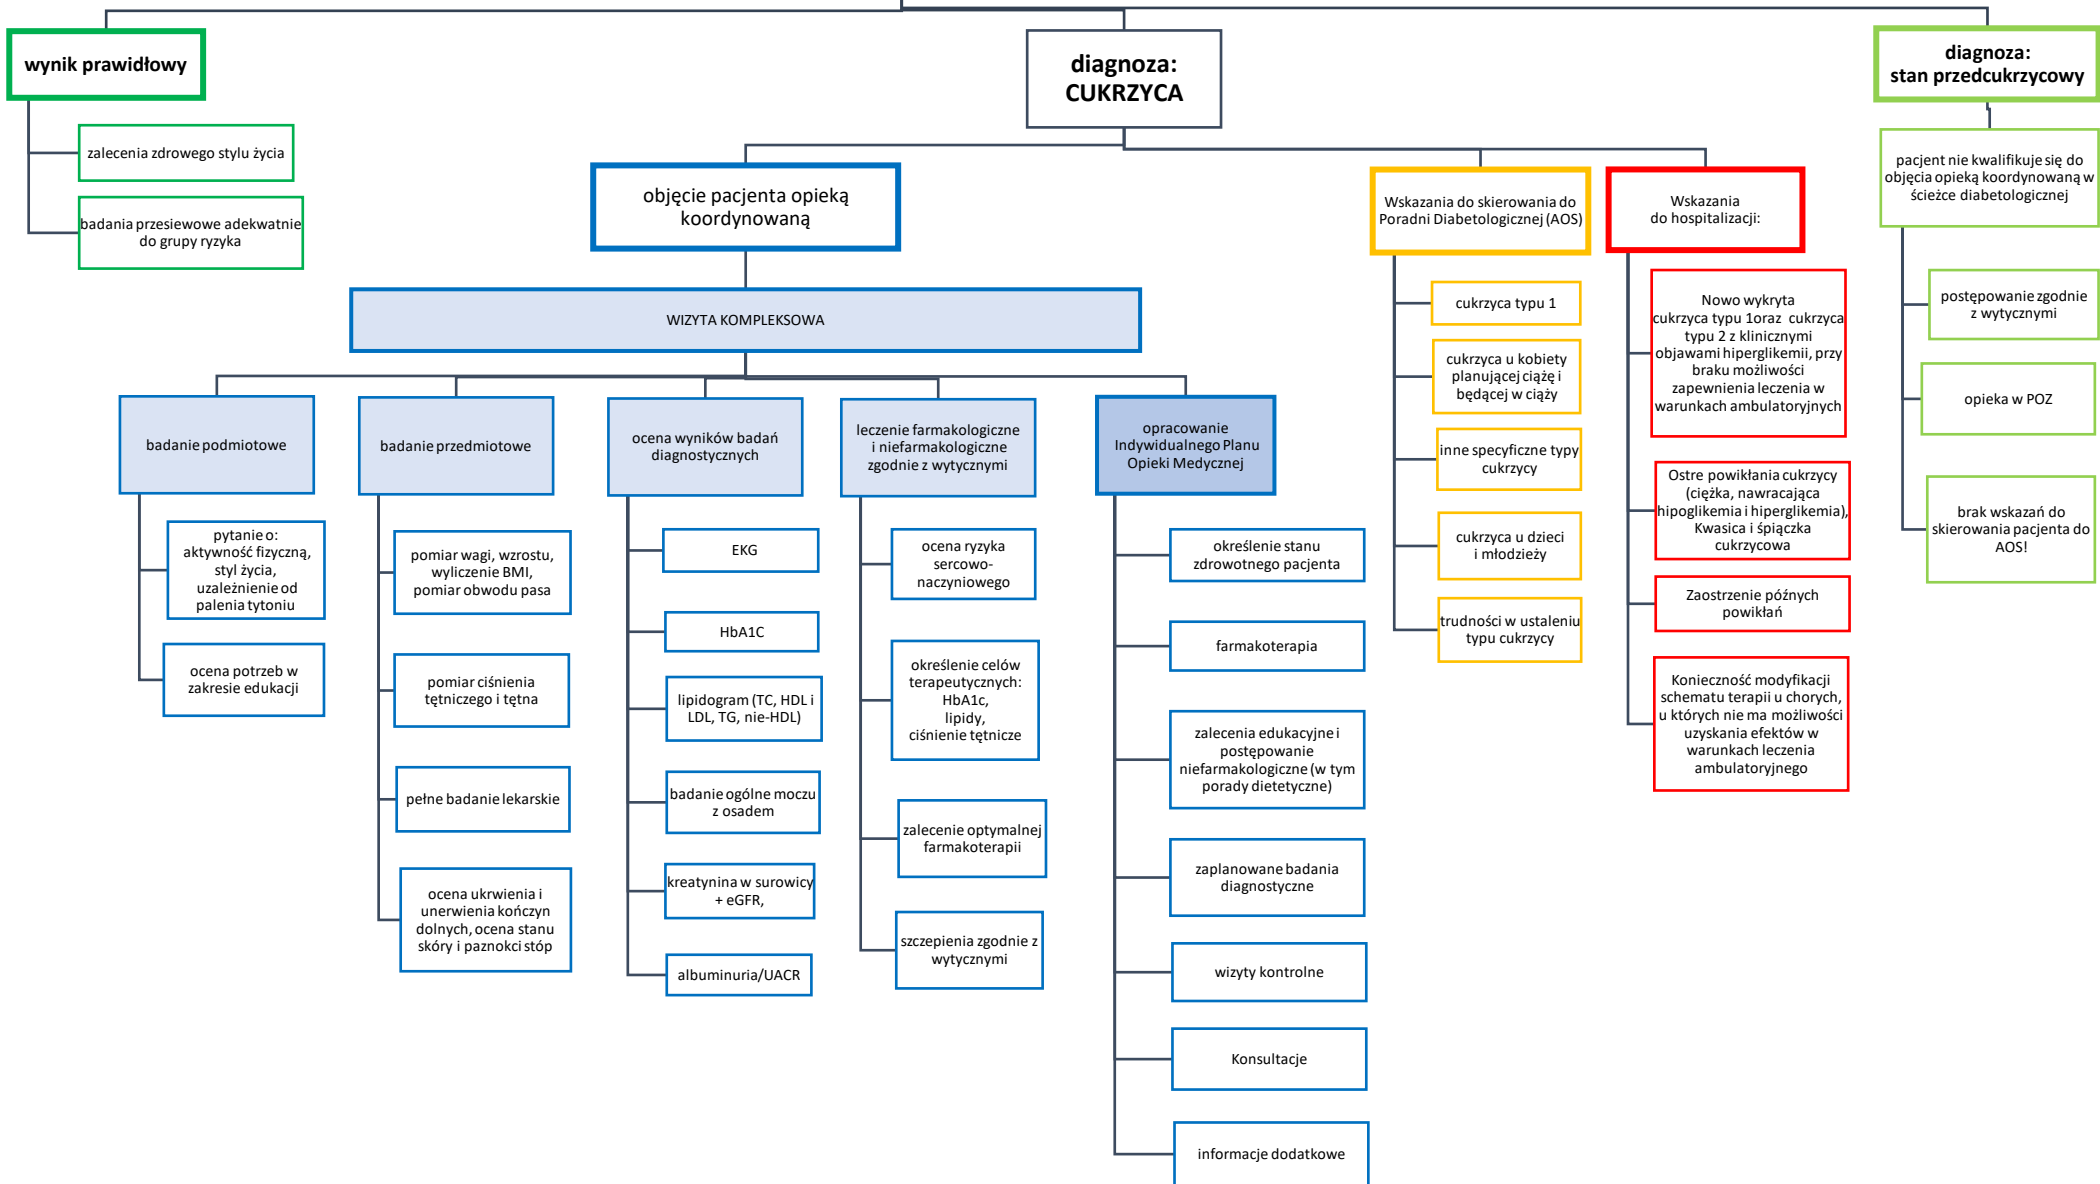 wynik prawidłowy
zalecenia zdrowego stylu życia
badania przesiewowe adekwatnie
do grupy ryzyka
diagnoza:
CUKRZYCA
objęcie pacjenta opieką
koordynowaną
WIZYTA KOMPLEKSOWA
badanie podmiotowe
pytanie o:
aktywność fizyczną,
styl życia,
uzależnienie od
palenia tytoniu
ocena potrzeb w
zakresie edukacji
badanie przedmiotowe
pomiar wagi, wzrostu,
wyliczenie BMI,
pomiar obwodu pasa
pomiar ciśnienia
tętniczego i tętna
pełne badanie lekarskie
ocena ukrwienia i
unerwienia kończyn
dolnych, ocena stanu
skóry i paznokci stóp
ocena wyników badań
diagnostycznych
EKG
HbA1C
lipidogram (TC, HDL i
LDL, TG, nie-HDL)
badanie ogólne moczu
z osadem
kreatynina w surowicy
+ eGFR,
albuminuria/UACR
leczenie farmakologiczne
i niefarmakologiczne
zgodnie z wytycznymi
ocena ryzyka
sercowo-
naczyniowego
określenie celów
terapeutycznych:
HbA1c,
lipidy,
ciśnienie tętnicze
zalecenie optymalnej
farmakoterapii
szczepienia zgodnie z
wytycznymi
opracowanie
Indywidualnego Planu
Opieki Medycznej
określenie stanu
zdrowotnego pacjenta
farmakoterapia
zalecenia edukacyjne i
postępowanie
niefarmakologiczne (w tym
porady dietetyczne)
zaplanowane badania
diagnostyczne
wizyty kontrolne
Konsultacje
informacje dodatkowe
Wskazania do skierowania do
Poradni Diabetologicznej (AOS)
cukrzyca typu 1
cukrzyca u kobiety
planującej ciążę i
będącej w ciąży
inne specyficzne typy
cukrzycy
cukrzyca u dzieci
i młodzieży
trudności w ustaleniu
typu cukrzycy
Wskazania
do hospitalizacji:
Nowo wykryta
cukrzyca typu 1oraz cukrzyca
typu 2 z klinicznymi
objawami hiperglikemii, przy
braku możliwości
zapewnienia leczenia w
warunkach ambulatoryjnych
Ostre powikłania cukrzycy
(ciężka, nawracająca
hipoglikemia i hiperglikemia),
Kwasica i śpiączka
cukrzycowa
Zaostrzenie późnych
powikłań
Konieczność modyfikacji
schematu terapii u chorych,
u których nie ma możliwości
uzyskania efektów w
warunkach leczenia
ambulatoryjnego
diagnoza:
stan przedcukrzycowy
pacjent nie kwalifikuje się do
objęcia opieką koordynowaną w
ścieżce diabetologicznej
postępowanie zgodnie
z wytycznymi
opieka w POZ
brak wskazań do
skierowania pacjenta do
AOS!